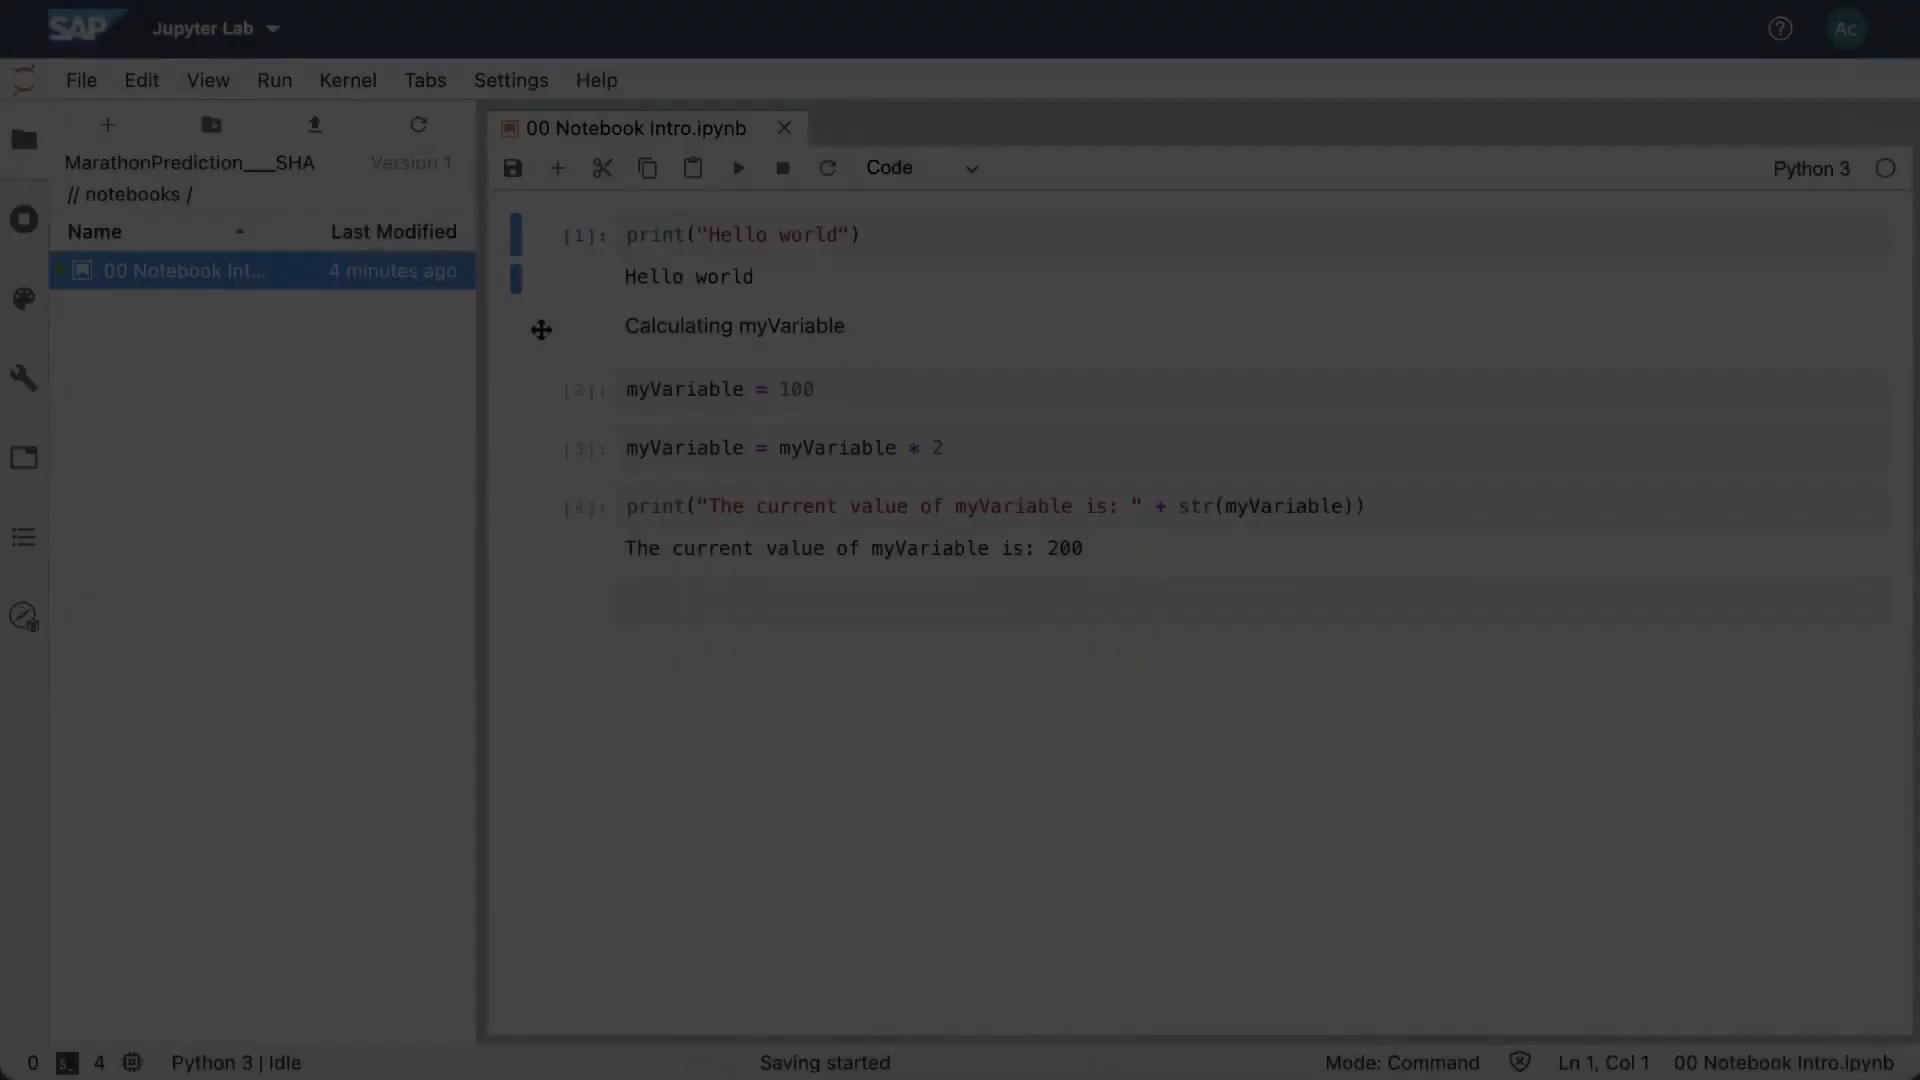 SAP Jupyter Lab Ac
File Edit View Run Kernel Tabs Settings Help
MarathonPrediction___SHA Version 1
// notebooks /
Name Last Modified
00 Notebook Int... 4 minutes ago
00 Notebook Intro.ipynb
Code Python 3
[1]: print("Hello world")
Hello world
Calculating myVariable
[2]: myVariable = 100
[3]: myVariable = myVariable * 2
[4]: print("The current value of myVariable is: " + str(myVariable))
The current value of myVariable is: 200
0 $_ 4 Python 3 | Idle Saving started Mode: Command Ln 1, Col 1 00 Notebook Intro.ipynb